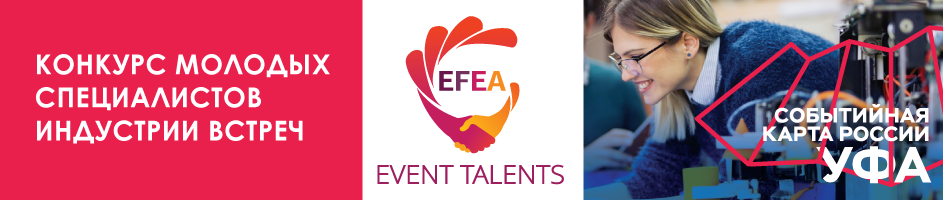 КОНКУРС МОЛОДЫХ
СПЕЦИАЛИСТОВ
ИНДУСТРИИ ВСТРЕЧ
EFEA
EVENT TALENTS
СОБЫТИЙНАЯ
КАРТА РОССИИ
УФА